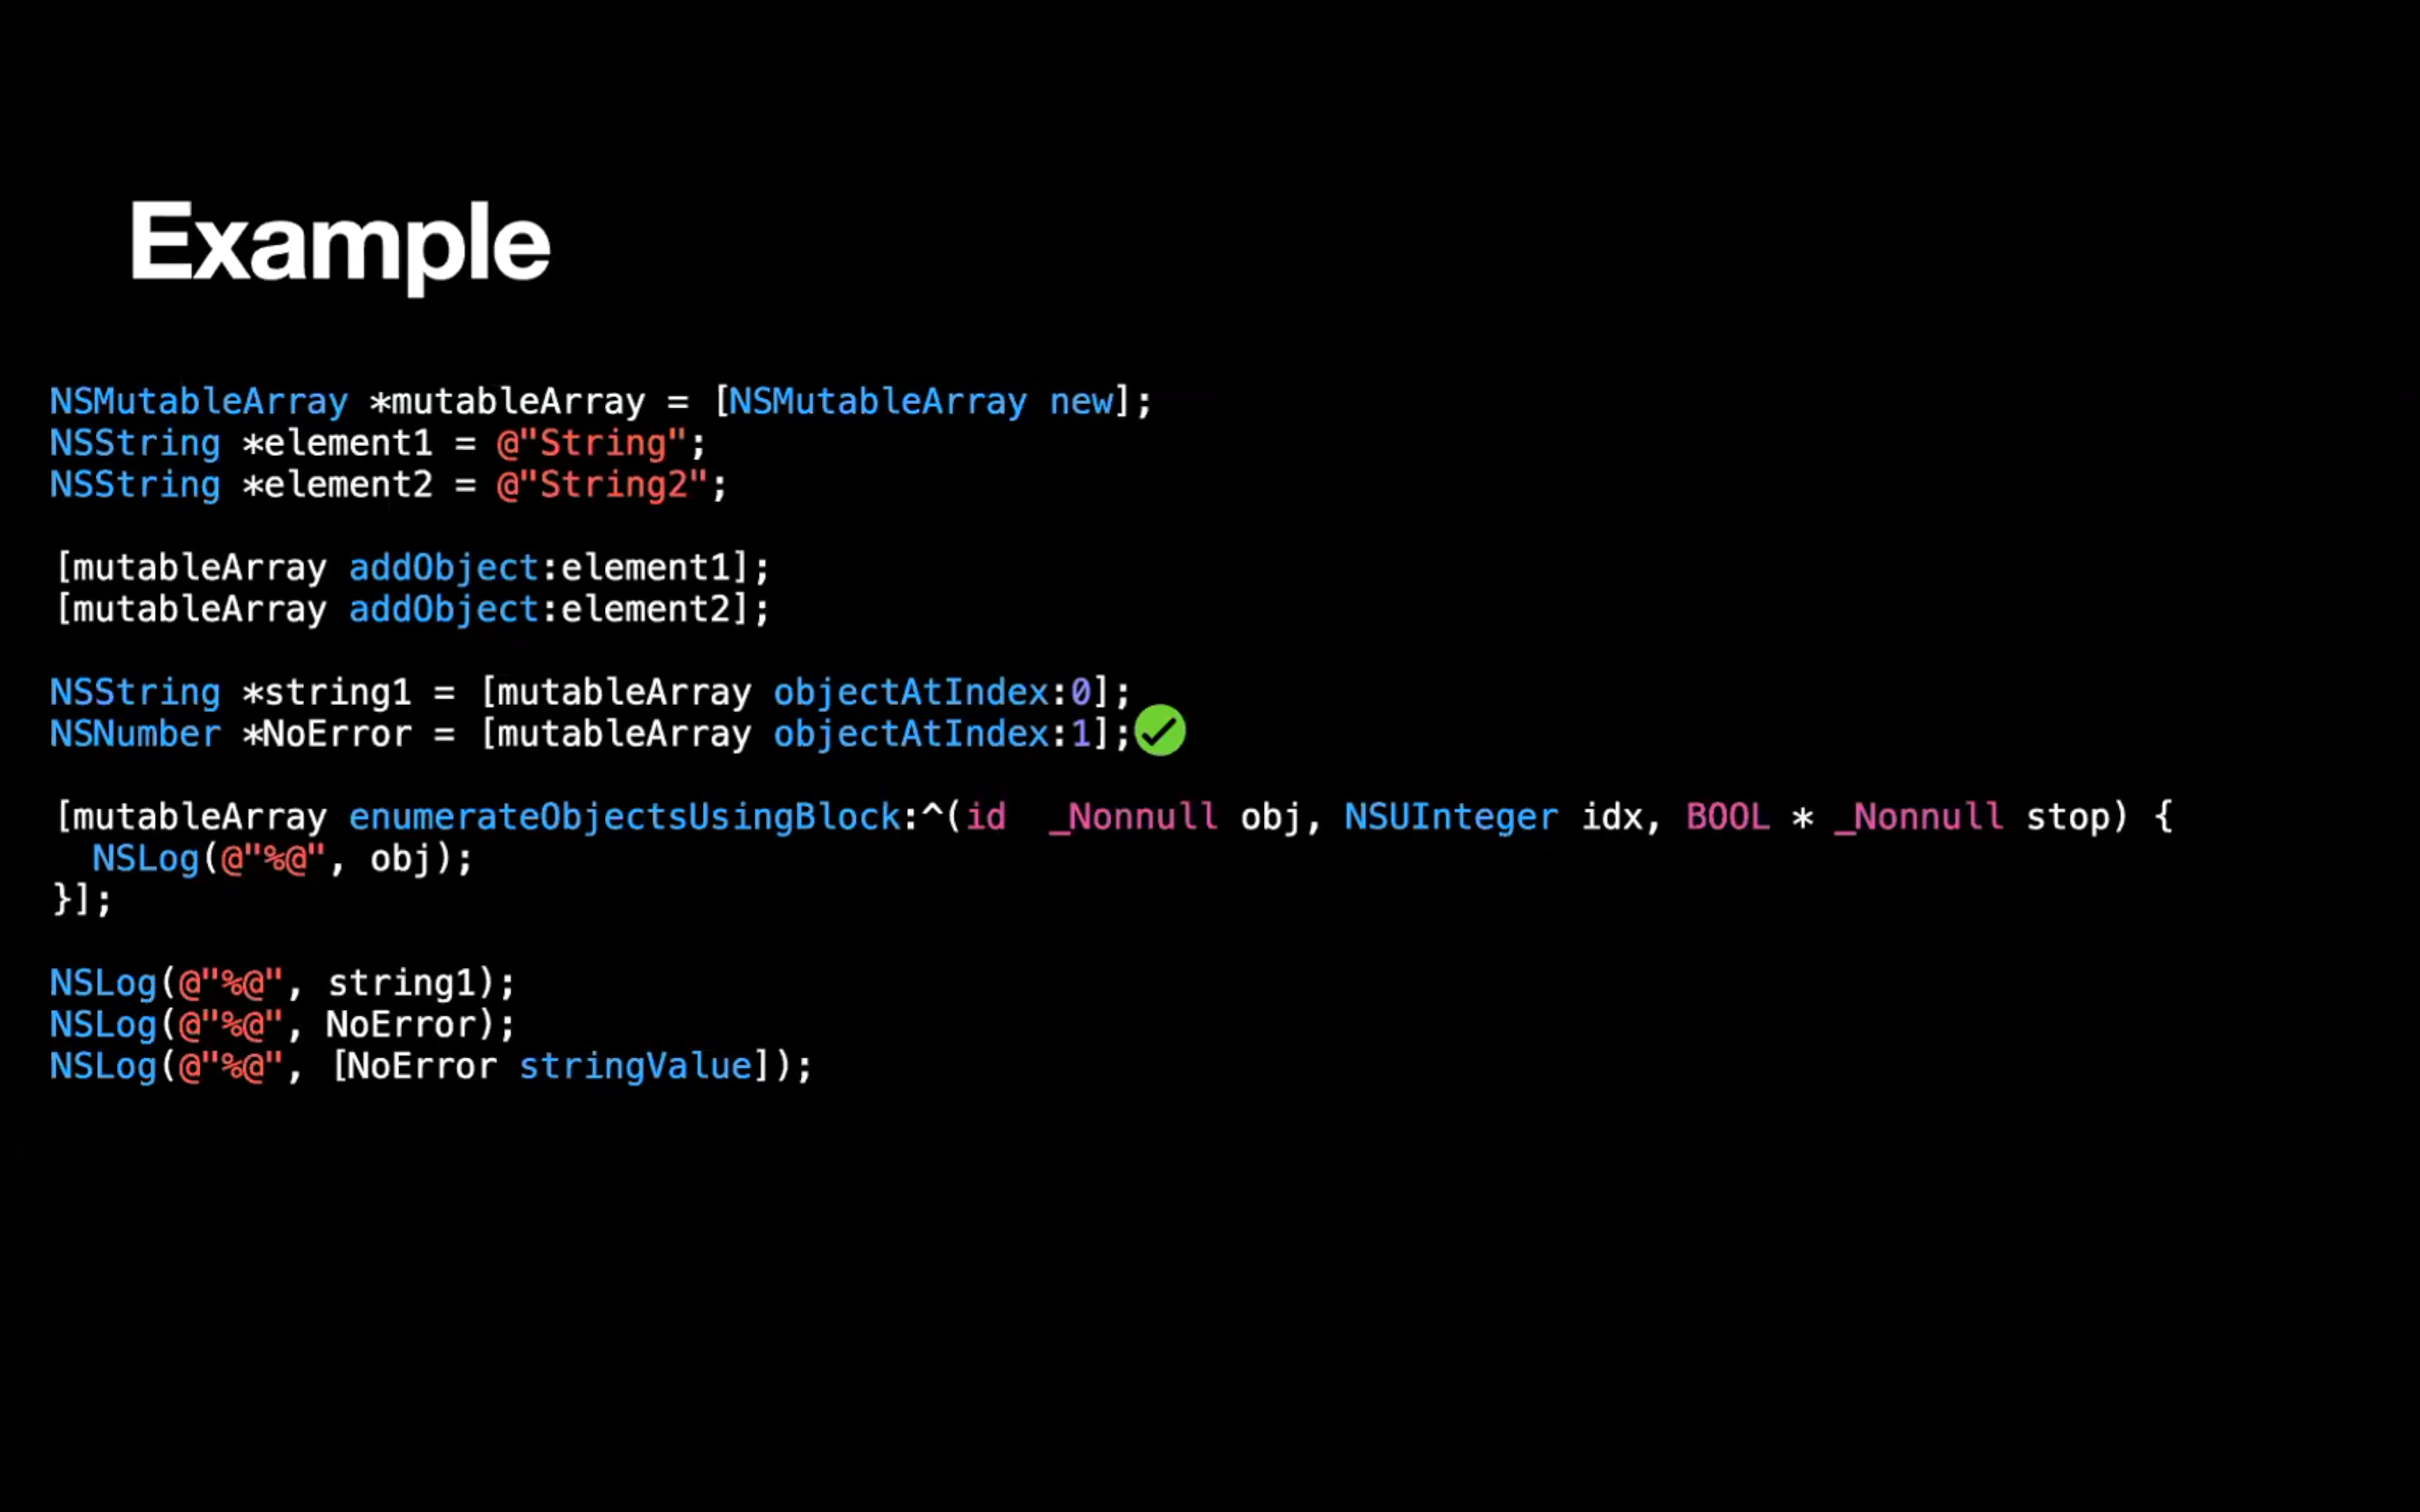 Example
NSMutableArray *mutableArray = [NSMutableArray new];
NSString *element1 = @"String";
NSString *element2 = @"String2";
[mutableArray addObject:element1];
[mutableArray addObject:element2];
NSString *string1 = [mutableArray objectAtIndex:0];
NSNumber *NoError = [mutableArray objectAtIndex:1];
[mutableArray enumerateObjectsUsingBlock:^(id  _Nonnull obj, NSUInteger idx, BOOL * _Nonnull stop) {
  NSLog(@"%@", obj);
}];
NSLog(@"%@", string1);
NSLog(@"%@", NoError);
NSLog(@"%@", [NoError stringValue]);